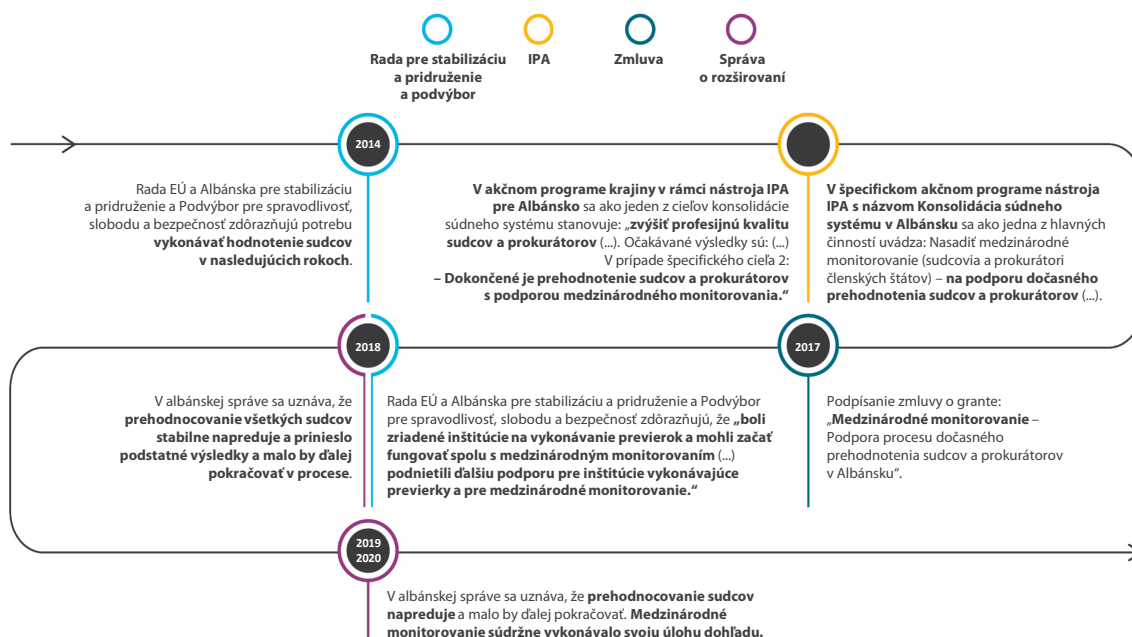 Rada pre stabilizáciu
a pridruženie
a podvýbor
IPA
Zmluva
Správa
o rozširovaní
2014
Rada EÚ a Albánska pre stabilizáciu
a pridruženie a Podvýbor pre spravodlivosť,
slobodu a bezpečnosť zdôrazňujú potrebu
vykonávať hodnotenie sudcov
v nasledujúcich rokoch.
V akčnom programe krajiny v rámci nástroja IPA
pre Albánsko sa ako jeden z cieľov konsolidácie
súdneho systému stanovuje: „zvýšiť profesijnú kvalitu
sudcov a prokurátorov (...). Očakávané výsledky sú: (...)
V prípade špecifického cieľa 2:
– Dokončené je prehodnotenie sudcov a prokurátorov
s podporou medzinárodného monitorovania.“
V špecifickom akčnom programe nástroja
IPA s názvom Konsolidácia súdneho
systému v Albánsku sa ako jedna z hlavných
činností uvádza: Nasadiť medzinárodné
monitorovanie (sudcovia a prokurátori
členských štátov) – na podporu dočasného
prehodnotenia sudcov a prokurátorov (...).
2018
2017
V albánskej správe sa uznáva, že
prehodnocovanie všetkých sudcov
stabilne napreduje a prinieslo
podstatné výsledky a malo by ďalej
pokračovať v procese.
Rada EÚ a Albánska pre stabilizáciu a pridruženie a Podvýbor
pre spravodlivosť, slobodu a bezpečnosť zdôrazňujú, že „boli
zriadené inštitúcie na vykonávanie previerok a mohli začať
fungovať spolu s medzinárodným monitorovaním (...)
podnietili ďalšiu podporu pre inštitúcie vykonávajúce
previerky a pre medzinárodné monitorovanie.“
Podpísanie zmluvy o grante:
„Medzinárodné monitorovanie –
Podpora procesu dočasného
prehodnotenia sudcov a prokurátorov
v Albánsku“.
2019
2020
V albánskej správe sa uznáva, že prehodnocovanie sudcov
napreduje a malo by ďalej pokračovať. Medzinárodné
monitorovanie súdržne vykonávalo svoju úlohu dohľadu.